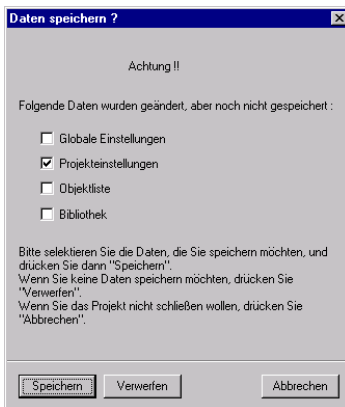 Daten speichern ?
Achtung !!
Folgende Daten wurden geändert, aber noch nicht gespeichert :
Globale Einstellungen
Projekteinstellungen
Objektliste
Bibliothek
Bitte selektieren Sie die Daten, die Sie speichern möchten, und
drücken Sie dann "Speichern".
Wenn Sie keine Daten speichern möchten, drücken Sie
"Verwerfen".
Wenn Sie das Projekt nicht schließen wollen, drücken Sie
"Abbrechen".
Speichern Verwerfen Abbrechen